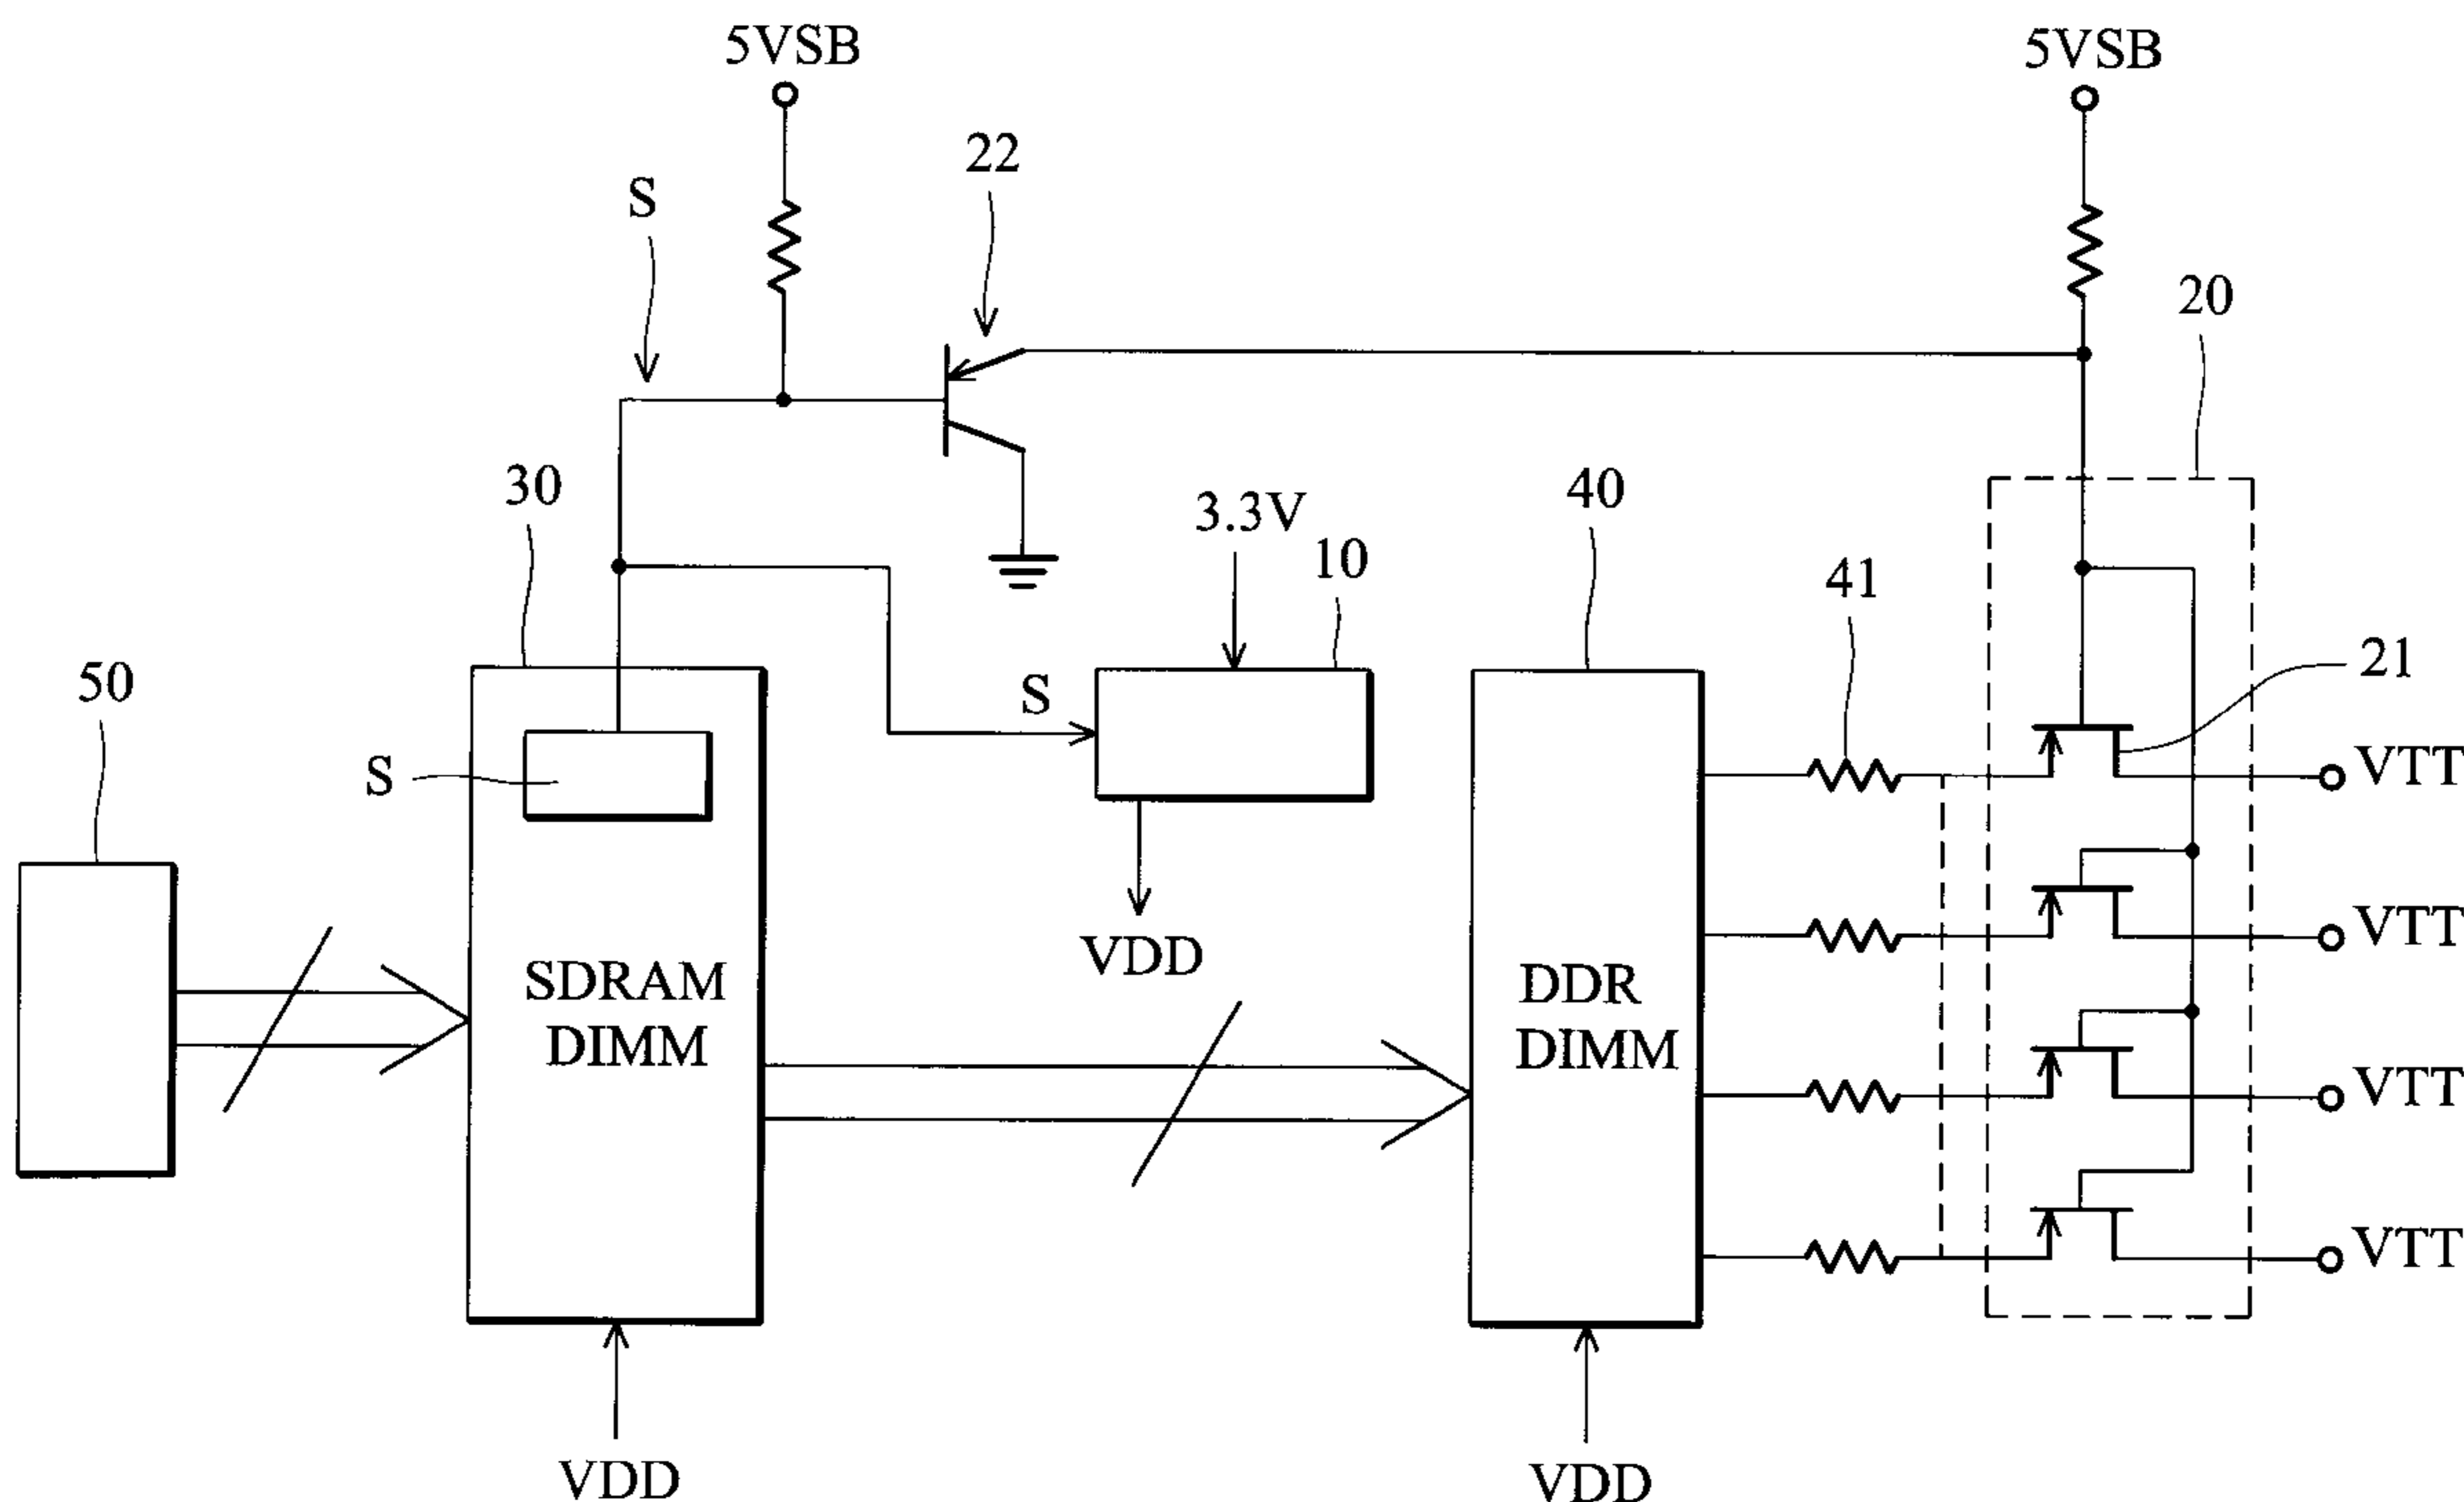 5VSB
5VSB
22
S
20
30
40
3.3V
10
41
50
S
21
S
VTT
VDD
VTT
SDRAM
DIMM
DDR
DIMM
VTT
VTT
VDD
VDD